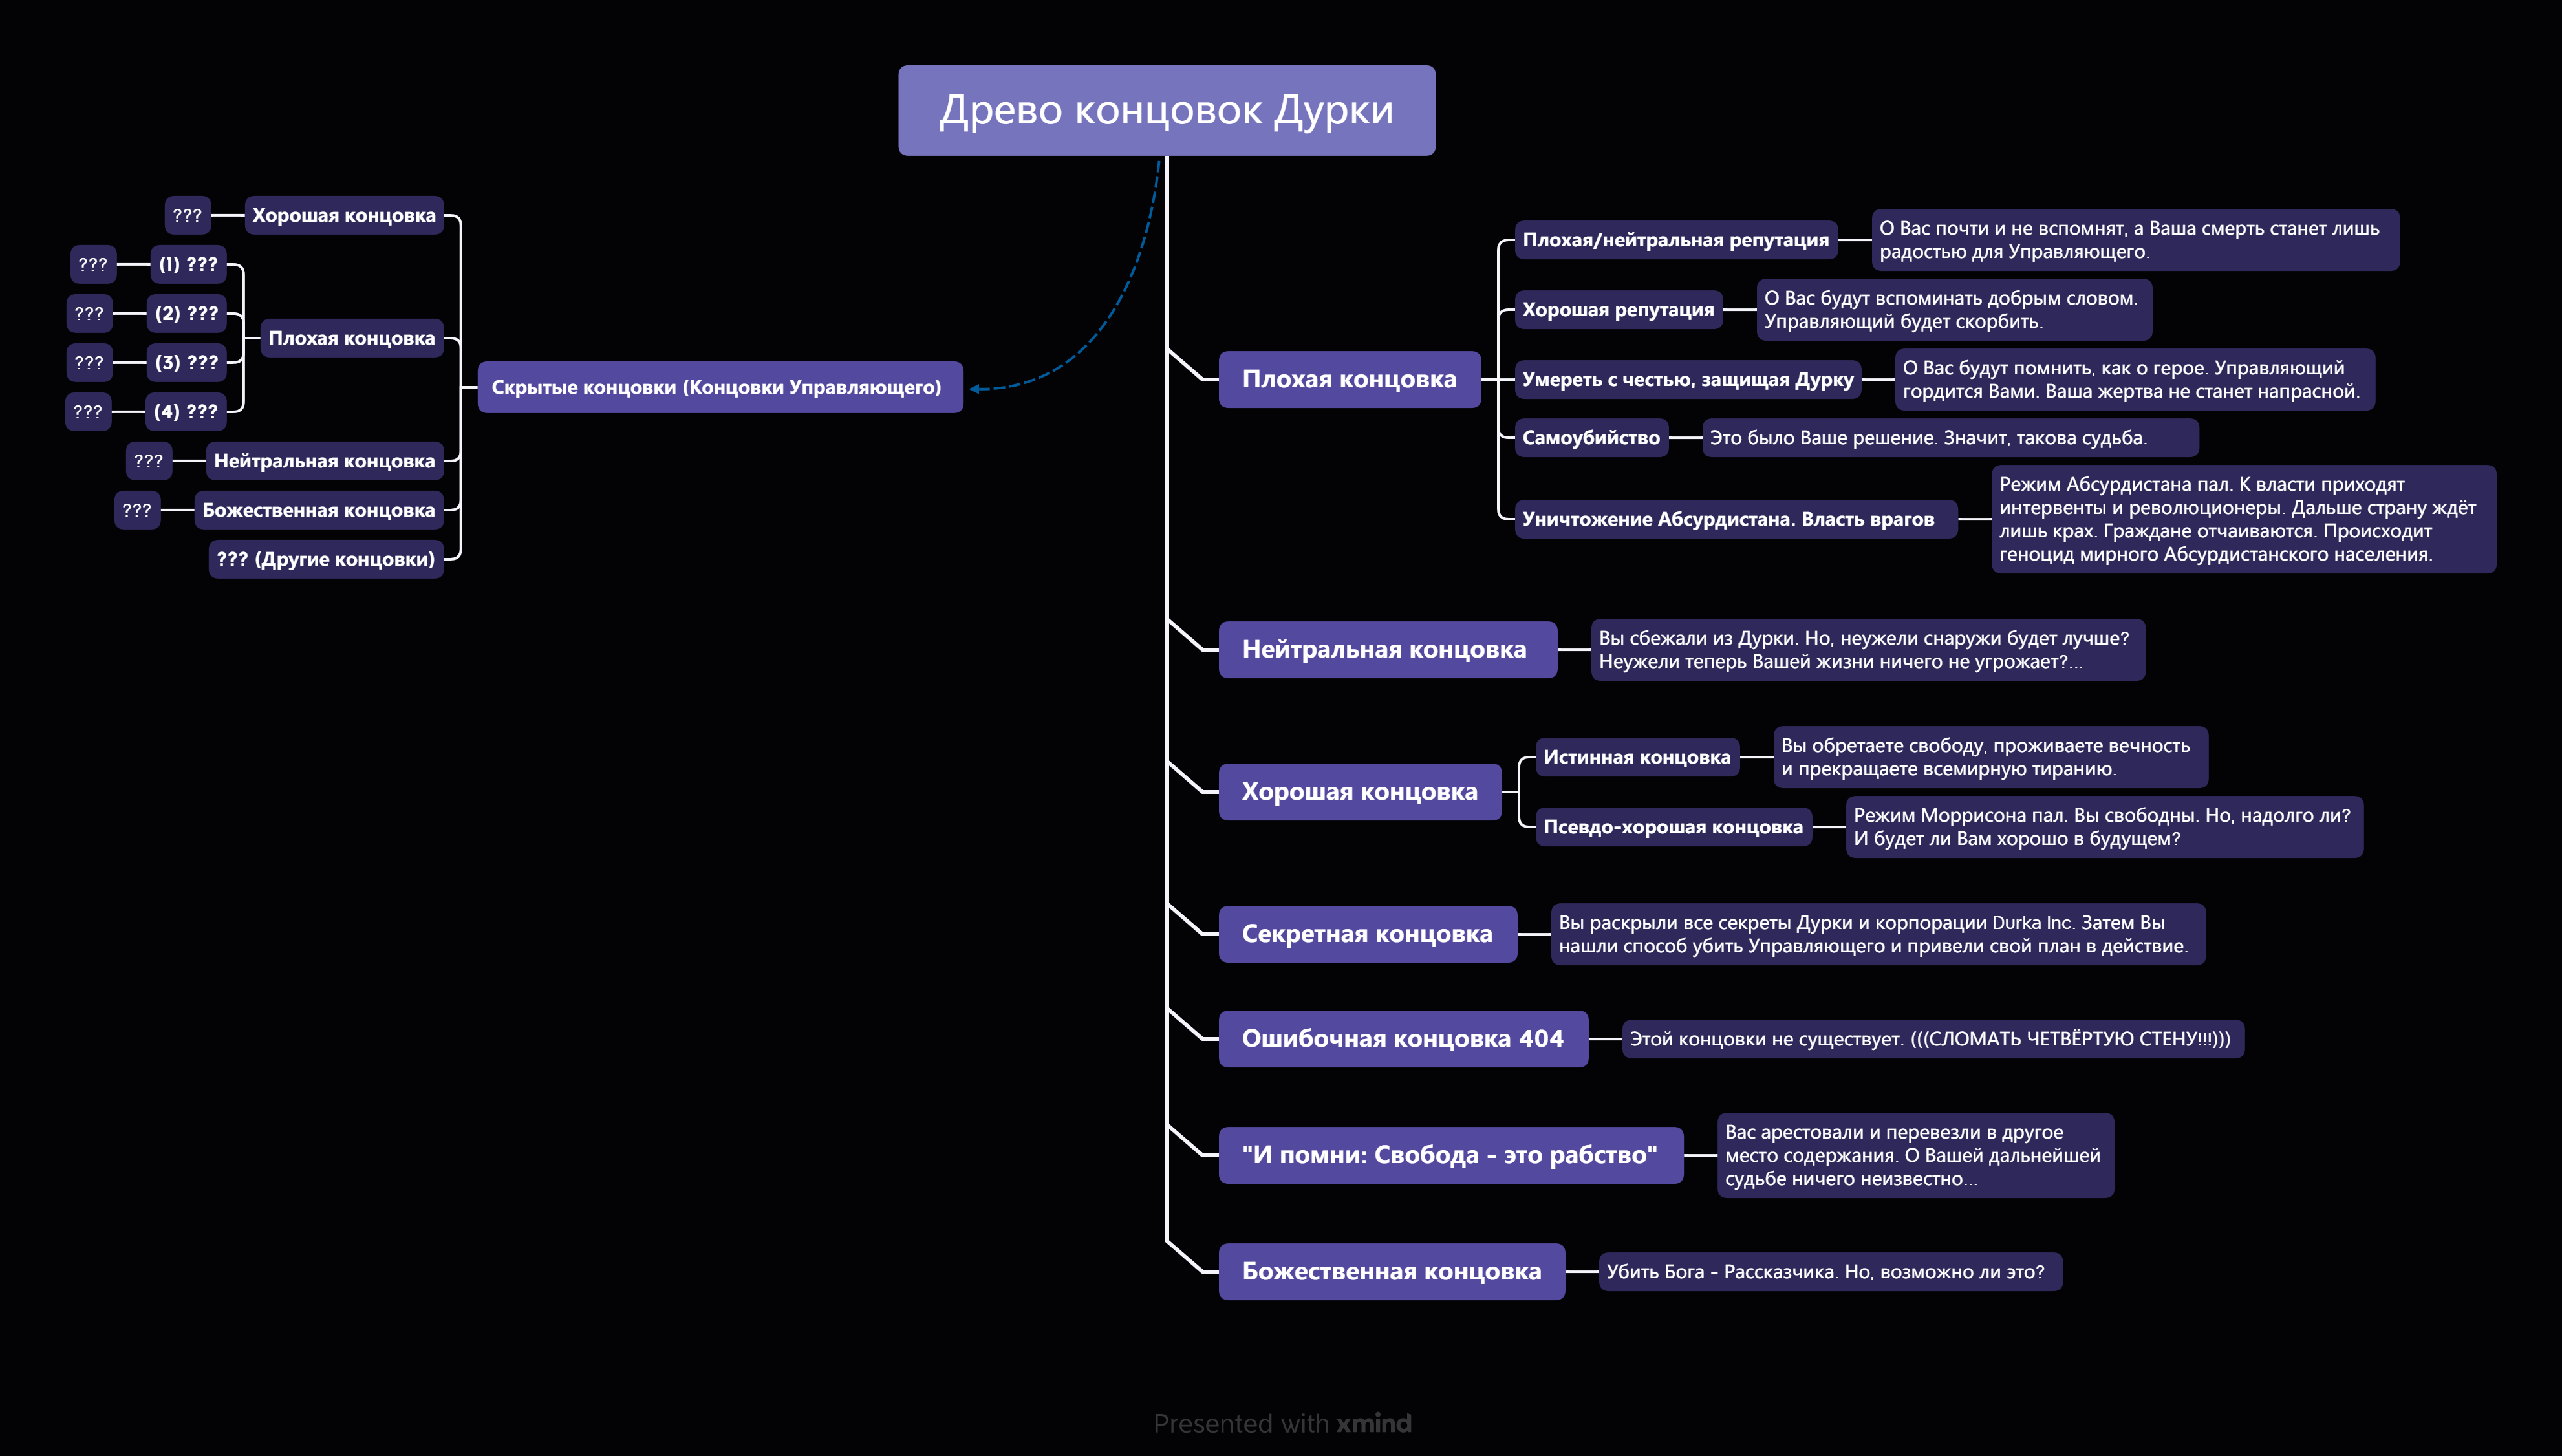 Древо концовок Дурки
Хорошая концовка
???
Плохая концовка
(1) ???
???
(2) ???
???
(3) ???
???
(4) ???
???
Нейтральная концовка
???
Божественная концовка
???
??? (Другие концовки)
Скрытые концовки (Концовки Управляющего)
Плохая концовка
Плохая/нейтральная репутация
О Вас почти и не вспомнят, а Ваша смерть станет лишь
радостью для Управляющего.
Хорошая репутация
О Вас будут вспоминать добрым словом.
Управляющий будет скорбить.
Умереть с честью, защищая Дурку
О Вас будут помнить, как о герое. Управляющий
гордится Вами. Ваша жертва не станет напрасной.
Самоубийство
Это было Ваше решение. Значит, такова судьба.
Уничтожение Абсурдистана. Власть врагов
Режим Абсурдистана пал. К власти приходят
интервенты и революционеры. Дальше страну ждёт
лишь крах. Граждане отчаиваются. Происходит
геноцид мирного Абсурдистанского населения.
Нейтральная концовка
Вы сбежали из Дурки. Но, неужели снаружи будет лучше?
Неужели теперь Вашей жизни ничего не угрожает?...
Хорошая концовка
Истинная концовка
Вы обретаете свободу, проживаете вечность
и прекращаете всемирную тиранию.
Псевдо-хорошая концовка
Режим Моррисона пал. Вы свободны. Но, надолго ли?
И будет ли Вам хорошо в будущем?
Секретная концовка
Вы раскрыли все секреты Дурки и корпорации Durka Inc. Затем Вы
нашли способ убить Управляющего и привели свой план в действие.
Ошибочная концовка 404
Этой концовки не существует. (((СЛОМАТЬ ЧЕТВЁРТУЮ СТЕНУ!!!)))
"И помни: Свобода - это рабство"
Вас арестовали и перевезли в другое
место содержания. О Вашей дальнейшей
судьбе ничего неизвестно...
Божественная концовка
Убить Бога - Рассказчика. Но, возможно ли это?
Presented with xmind